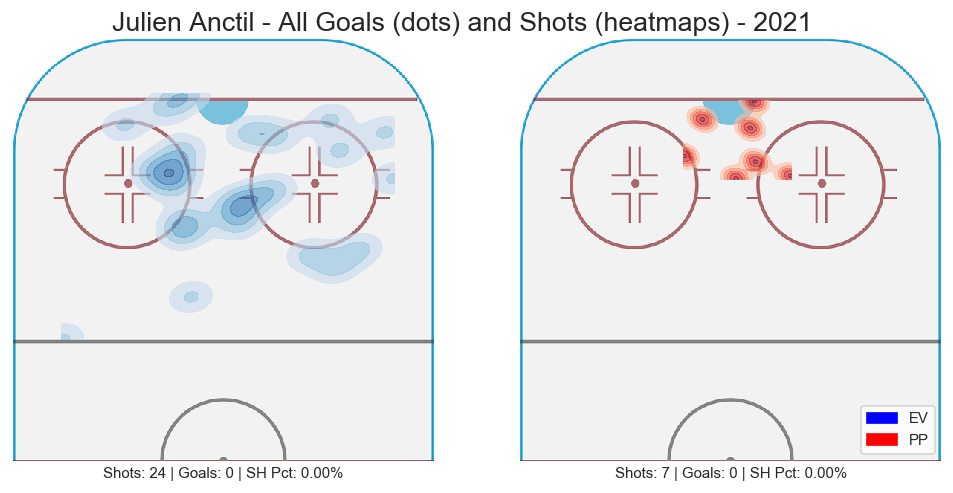 Julien Anctil - All Goals (dots) and Shots (heatmaps) - 2021
EV
PP
Shots: 24 | Goals: 0 | SH Pct: 0.00%
Shots: 7 | Goals: 0 | SH Pct: 0.00%